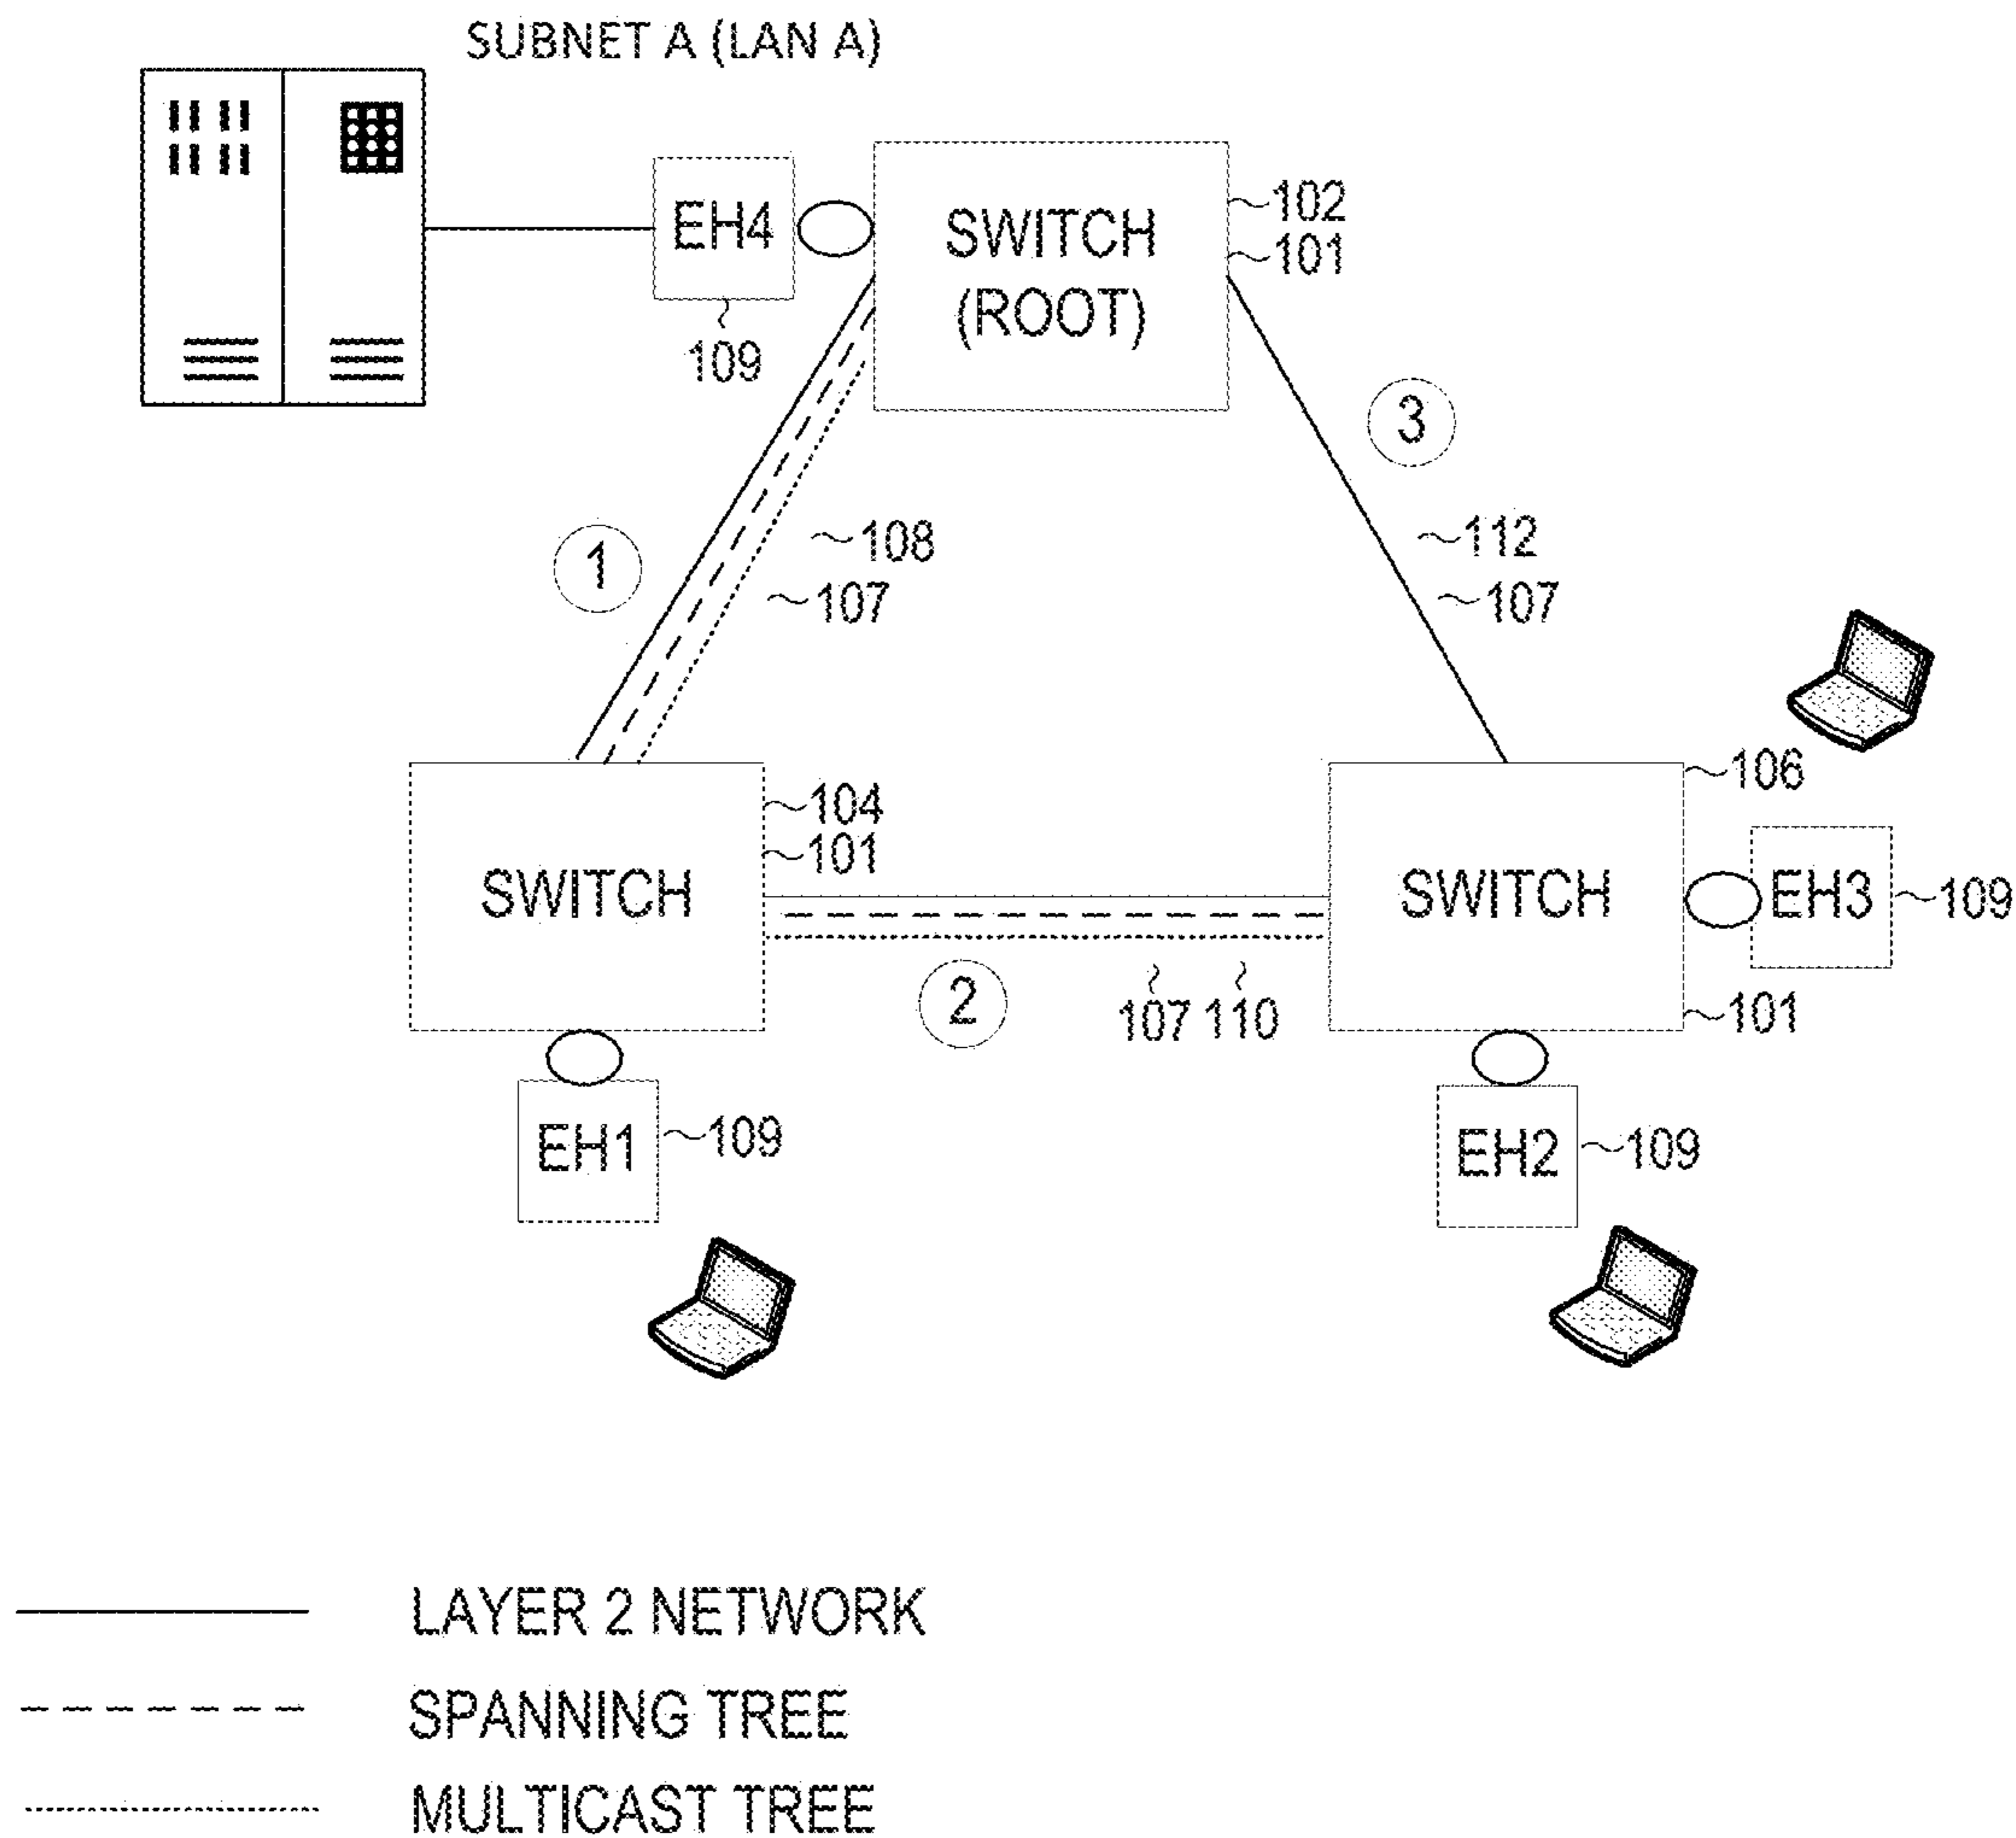 SUBNET A (LAN A)
EH4
109
SWITCH
(ROOT)
102
101
1
108
107
3
112
107
SWITCH
104
101
2
107
110
SWITCH
106
101
EH3
109
EH1
109
EH2
109
LAYER 2 NETWORK
SPANNING TREE
MULTICAST TREE